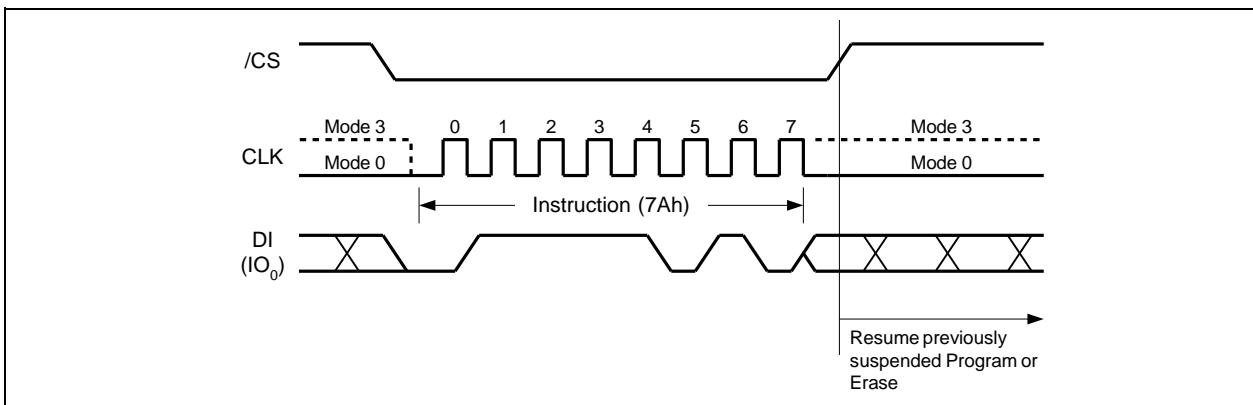 /CS
Mode 3 0 1 2 3 4 5 6 7 Mode 3
CLK
Mode 0 Mode 0
Instruction (7Ah)
DI
(IO0)
Resume previously
suspended Program or
Erase